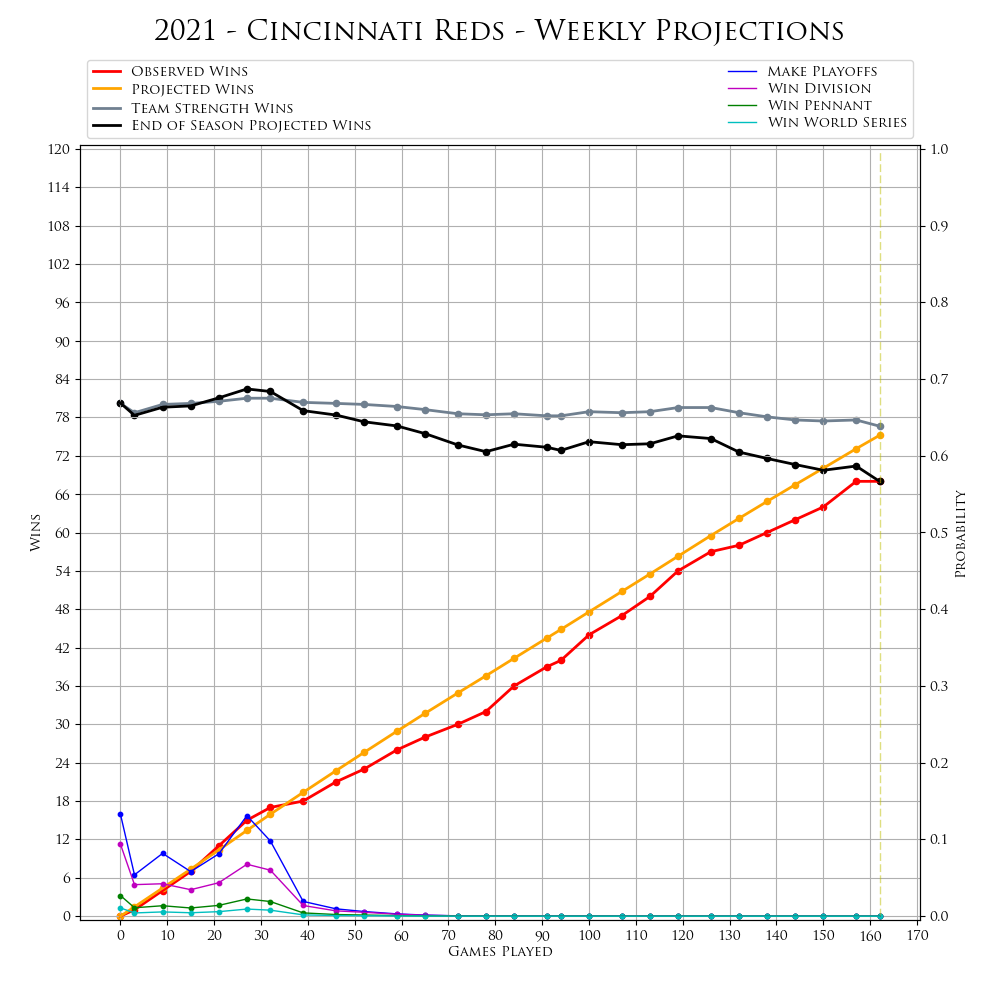 2021 - Cincinnati Reds - Weekly Projections
Observed Wins
Projected Wins
Team Strength Wins
End of Season Projected Wins
Make Playoffs
Win Division
Win Pennant
Win World Series
120
114
108
102
96
90
84
78
72
66
60
54
48
42
36
30
24
18
12
6
0
Wins
1.0
0.9
0.8
0.7
0.6
0.5
0.4
0.3
0.2
0.1
0.0
Probability
0 10 20 30 40 50 60 70 80 90 100 110 120 130 140 150 160 170
Games Played